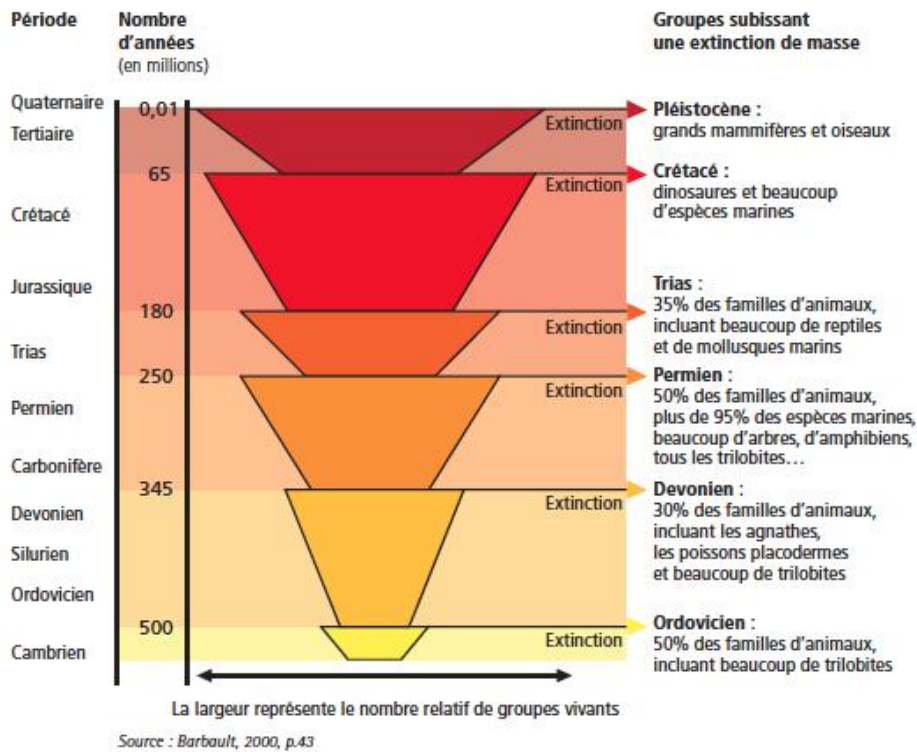 Période
Nombre
d'années
(en millions)
Groupes subissant
une extinction de masse
Quaternaire
Tertiaire
Crétacé
Jurassique
Trias
Permien
Carbonifère
Devonien
Silurien
Ordovicien
Cambrien
0,01
65
180
250
345
500
Extinction
Extinction
Extinction
Extinction
Extinction
Extinction
Pléistocène :
grands mammifères et oiseaux
Crétacé :
dinosaures et beaucoup
d'espèces marines
Trias :
35% des familles d'animaux,
incluant beaucoup de reptiles
et de mollusques marins
Permien :
50% des familles d'animaux,
plus de 95% des espèces marines,
beaucoup d'arbres, d'amphibiens,
tous les trilobites...
Devonien :
30% des familles d'animaux,
incluant les agnathes,
les poissons placodermes
et beaucoup de trilobites
Ordovicien :
50% des familles d'animaux,
incluant beaucoup de trilobites
La largeur représente le nombre relatif de groupes vivants
Source : Barbault, 2000, p.43